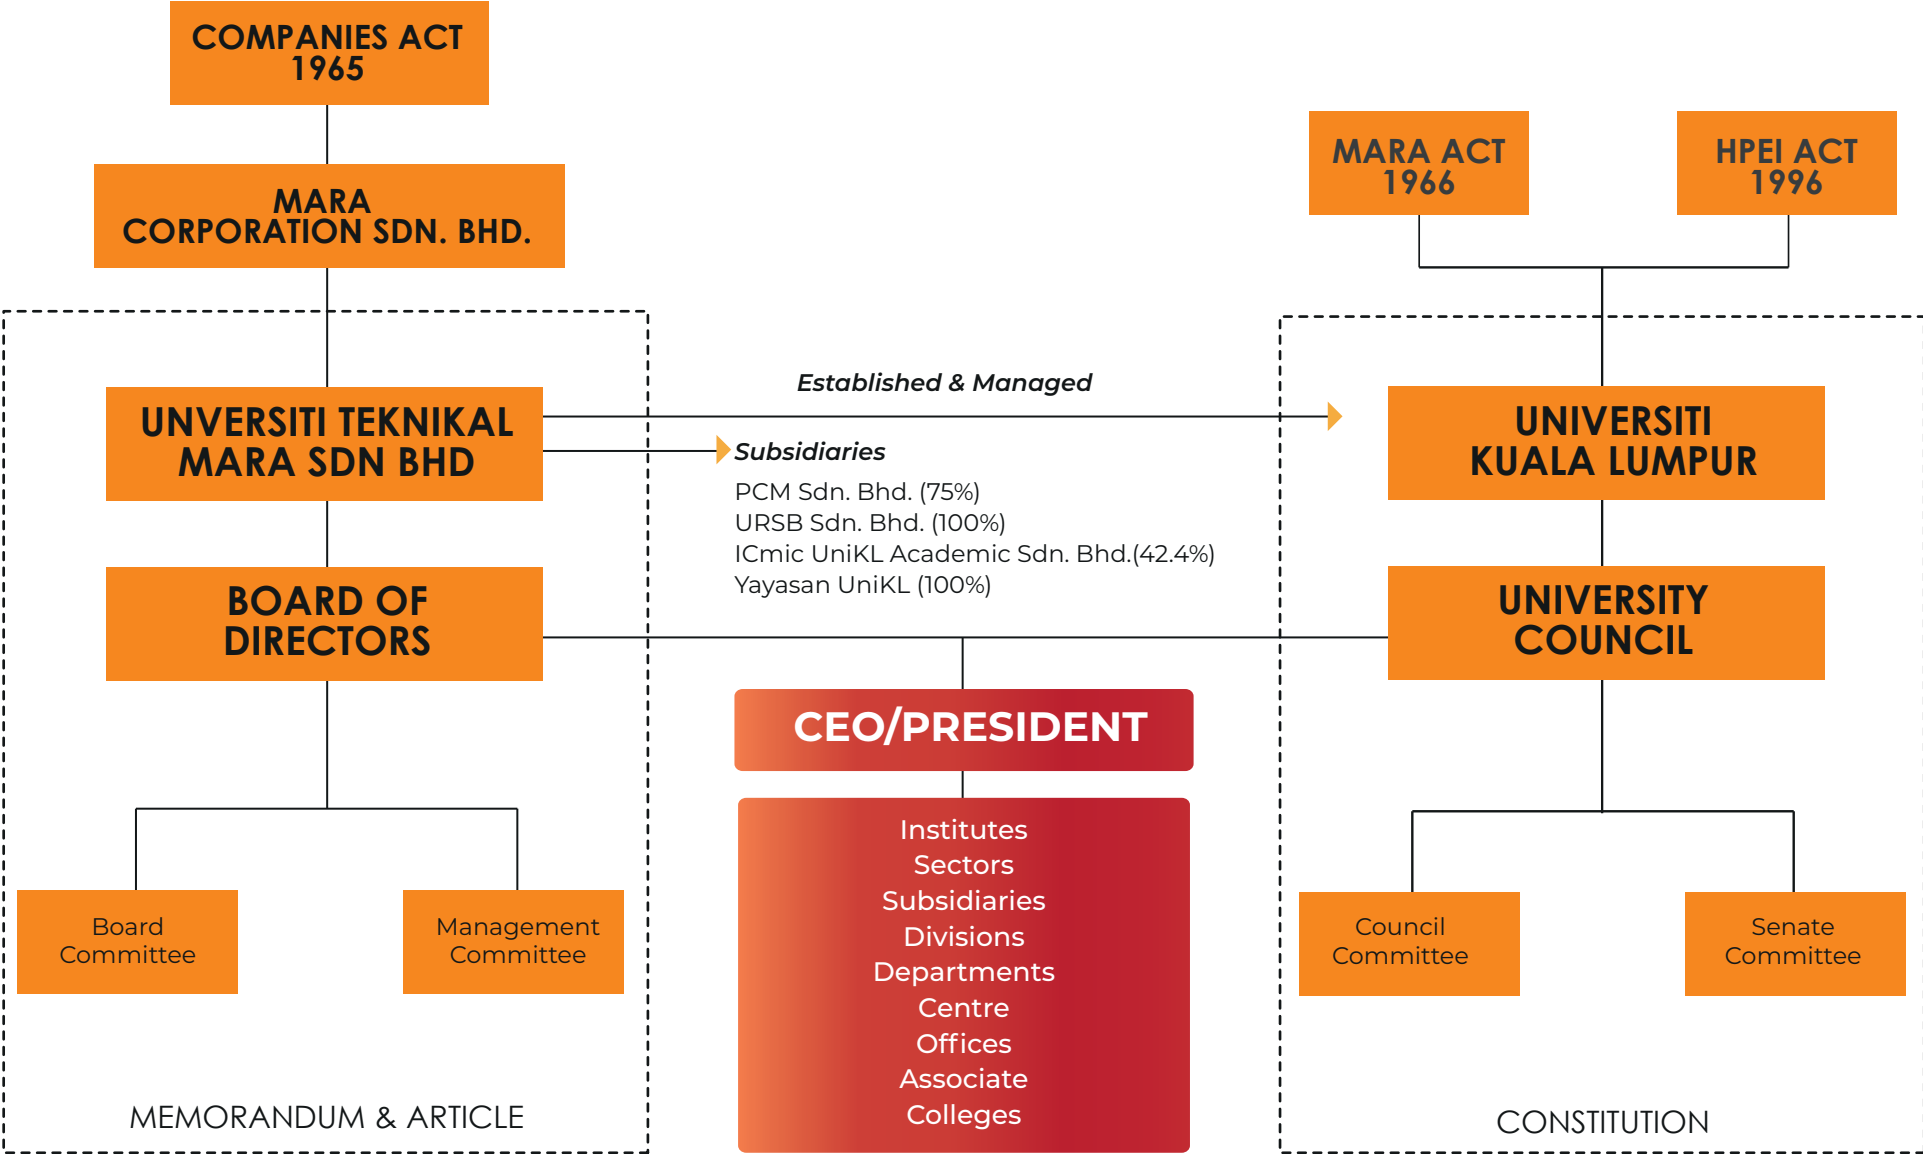 COMPANIES ACT
1965
MARA
CORPORATION SDN. BHD.
MARA ACT
1966
HPEI ACT
1996
UNVERSITI TEKNIKAL
MARA SDN BHD
Established & Managed
Subsidiaries
PCM Sdn. Bhd. (75%)
URSB Sdn. Bhd. (100%)
ICmic UniKL Academic Sdn. Bhd.(42.4%)
Yayasan UniKL (100%)
UNIVERSITI
KUALA LUMPUR
BOARD OF
DIRECTORS
UNIVERSITY
COUNCIL
CEO/PRESIDENT
Institutes
Sectors
Subsidiaries
Divisions
Departments
Centre
Offices
Associate
Colleges
Board
Committee
Management
Committee
Council
Committee
Senate
Committee
MEMORANDUM & ARTICLE
CONSTITUTION